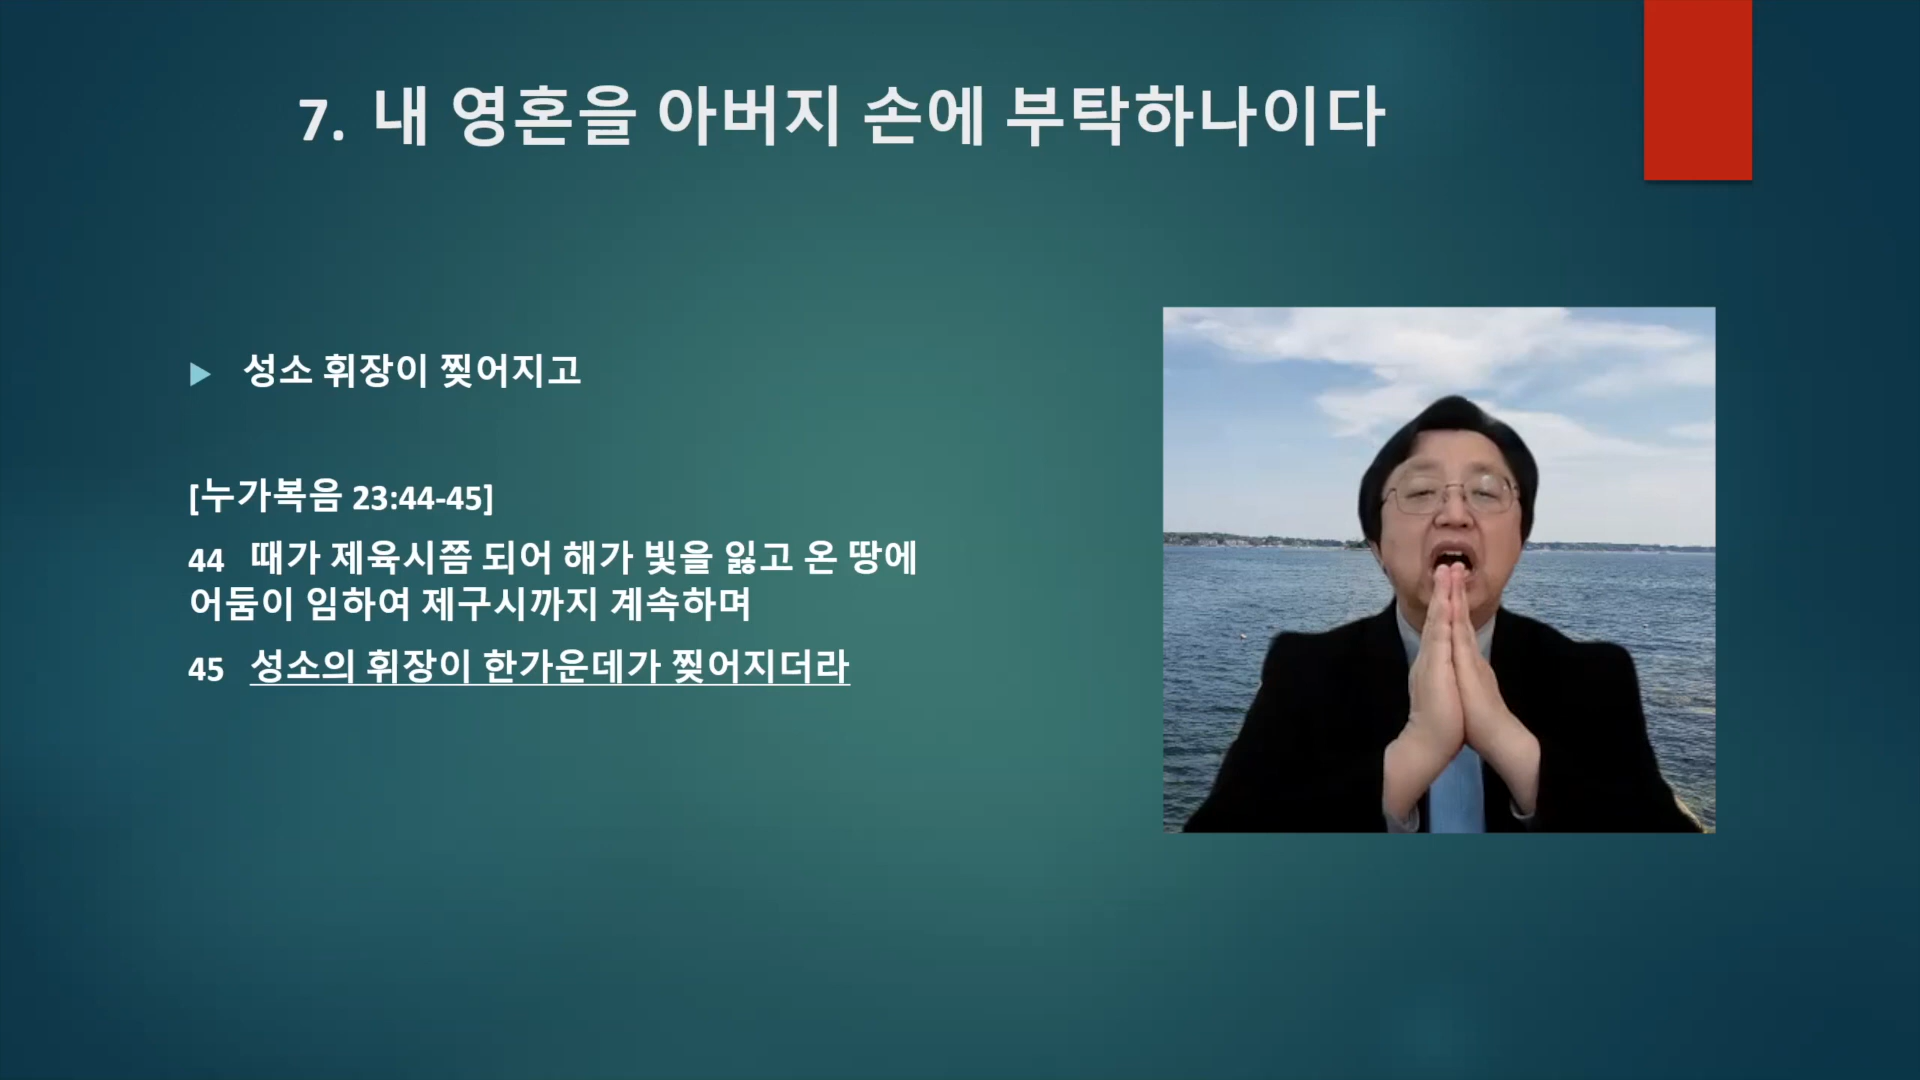 7. 내 영혼을 아버지 손에 부탁하나이다
성소 휘장이 찢어지고
[누가복음 23:44-45]
44 때가 제육시쯤 되어 해가 빛을 잃고 온 땅에
어둠이 임하여 제구시까지 계속하며
45 성소의 휘장이 한가운데가 찢어지더라